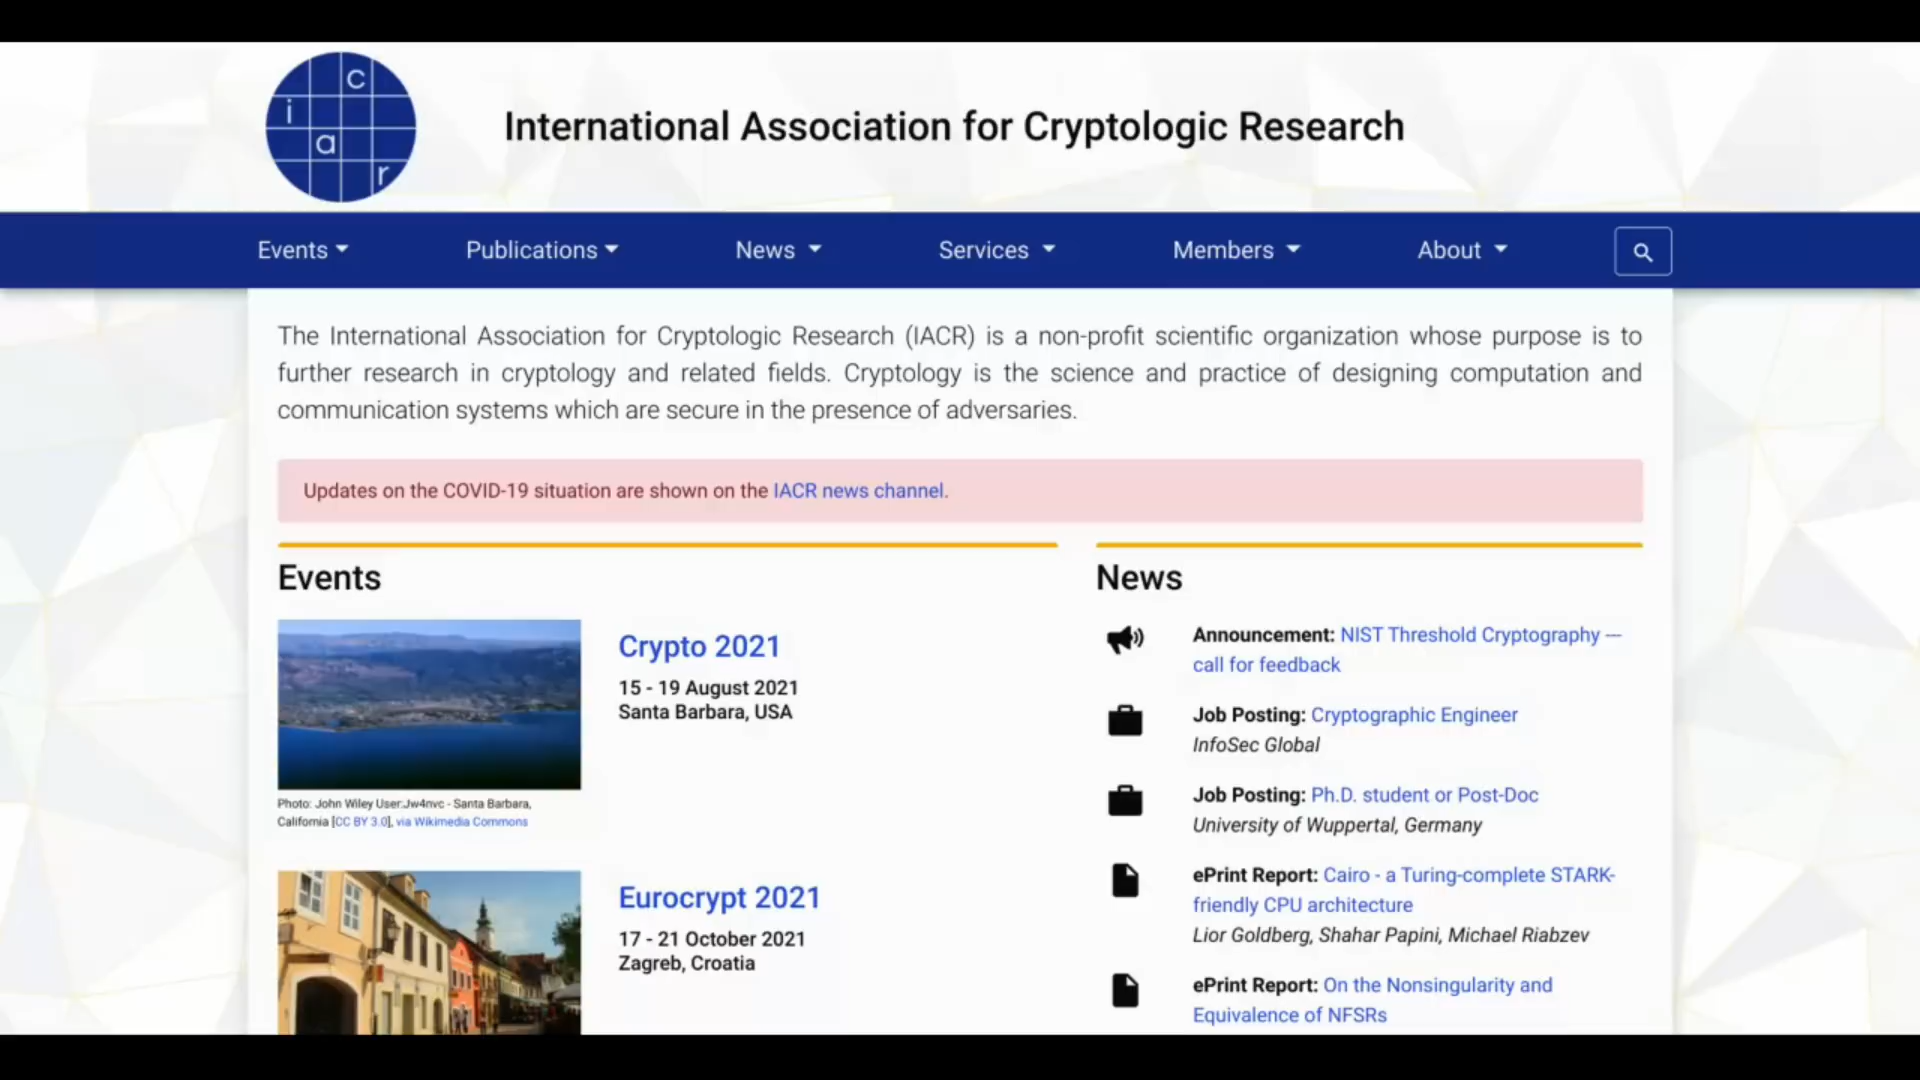 c
i
a
r
International Association for Cryptologic Research
Events
Publications
News
Services
Members
About
The International Association for Cryptologic Research (IACR) is a non-profit scientific organization whose purpose is to
further research in cryptology and related fields. Cryptology is the science and practice of designing computation and
communication systems which are secure in the presence of adversaries.
Updates on the COVID-19 situation are shown on the IACR news channel.
Events
Crypto 2021
15 - 19 August 2021
Santa Barbara, USA
Photo: John Wiley User:Jw4nvc - Santa Barbara,
California [CC BY 3.0], via Wikimedia Commons
Eurocrypt 2021
17 - 21 October 2021
Zagreb, Croatia
News
Announcement: NIST Threshold Cryptography —
call for feedback
Job Posting: Cryptographic Engineer
InfoSec Global
Job Posting: Ph.D. student or Post-Doc
University of Wuppertal, Germany
ePrint Report: Cairo - a Turing-complete STARK-
friendly CPU architecture
Lior Goldberg, Shahar Papini, Michael Riabzev
ePrint Report: On the Nonsingularity and
Equivalence of NFSRs